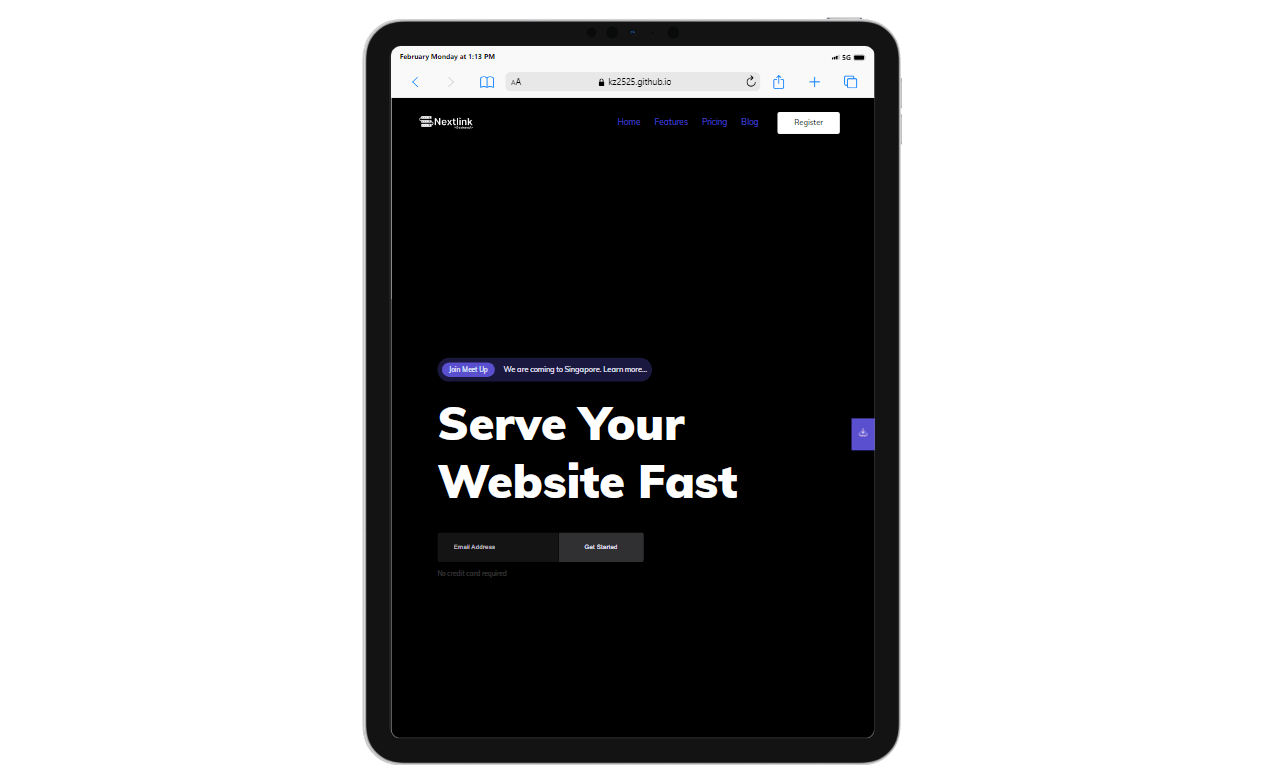 February Monday at 1:13 PM
5G
AA
kz2525.github.io
Nextlink
Home
Features
Pricing
Blog
Register
Join Meet Up
We are coming to Singapore. Learn more...
Serve Your
Website Fast
Email Address
Get Started
No credit card required